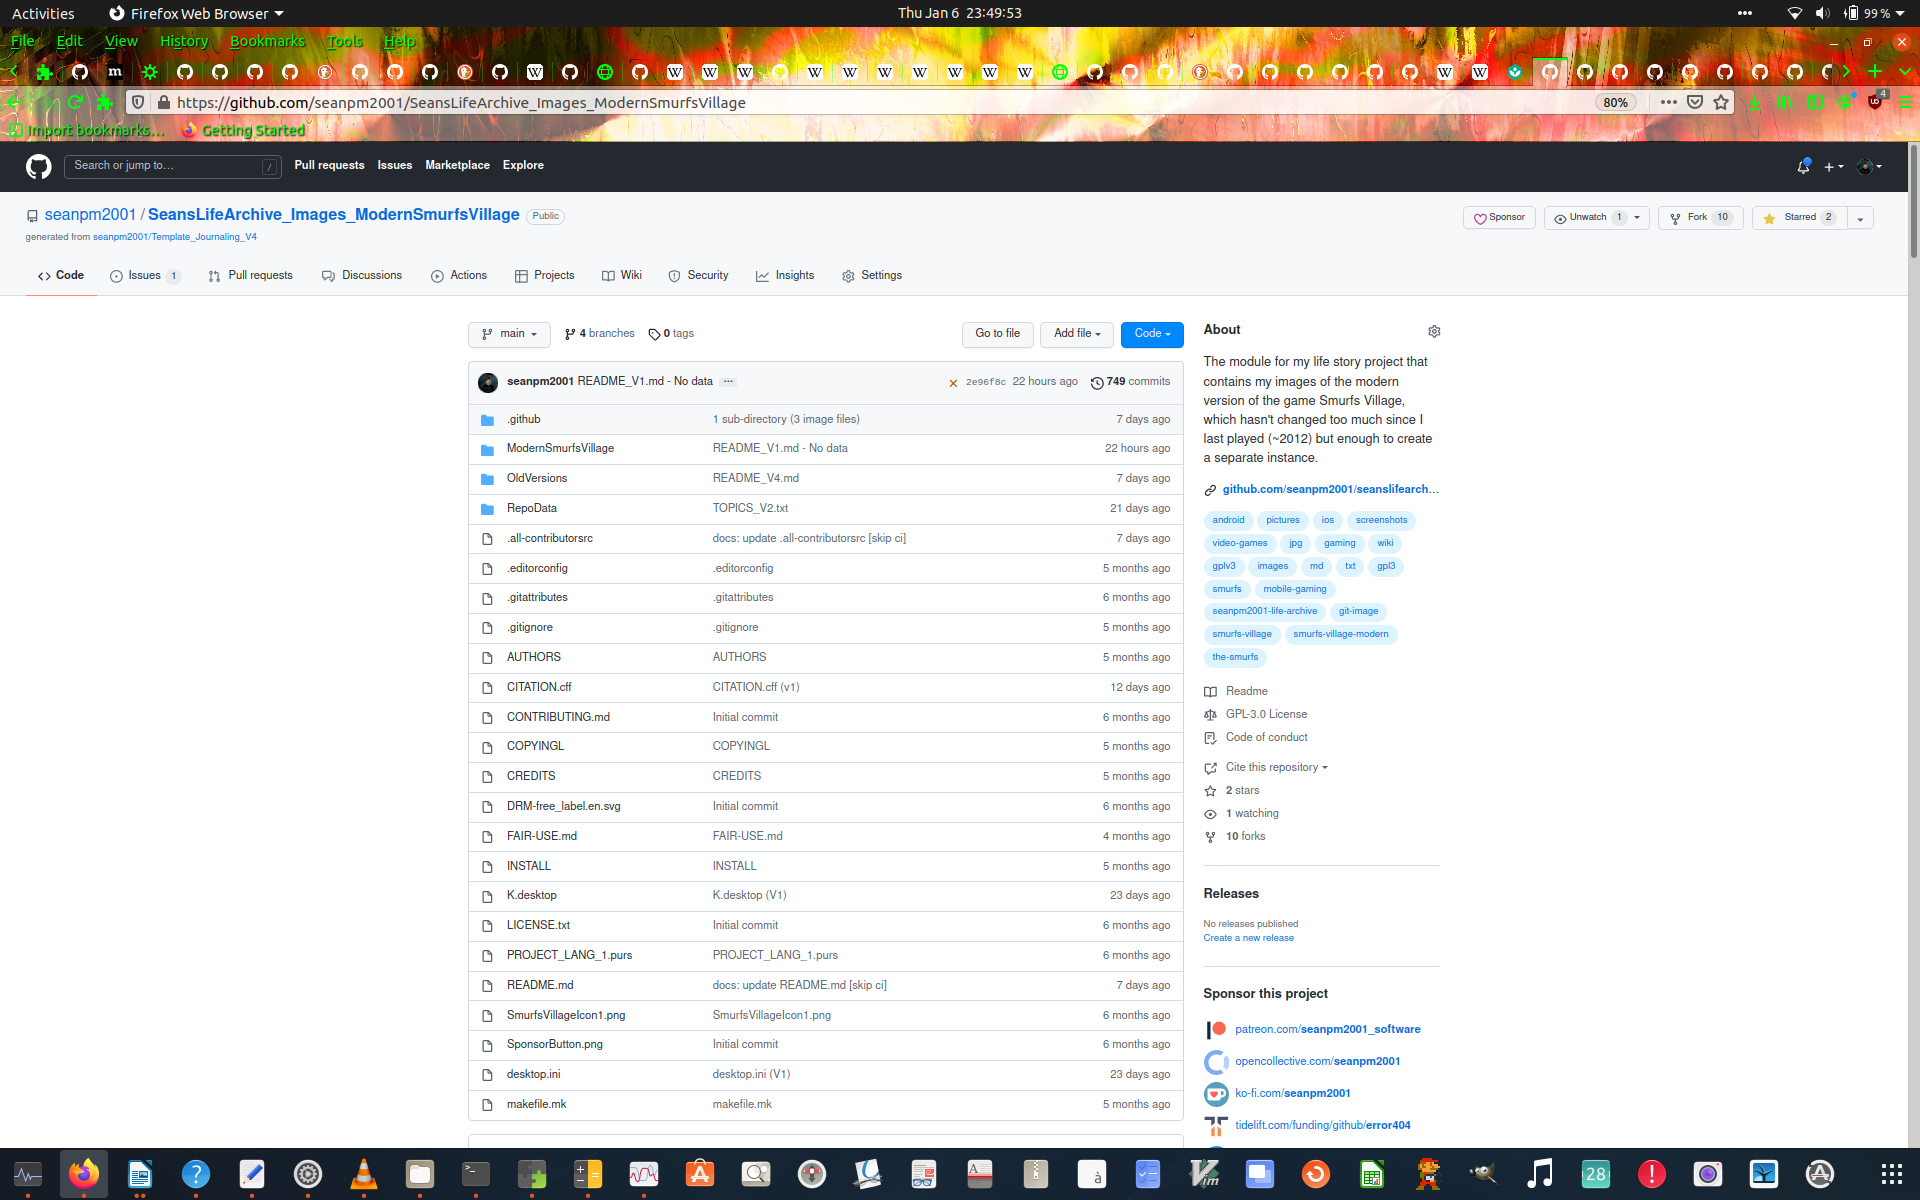 Activities Firefox Web Browser Thu Jan 6 23:49:53 99 %
File Edit View History Bookmarks Tools Help
https://github.com/seanpm2001/SeansLifeArchive_Images_ModernSmurfsVillage 80% 4
Import bookmarks... Getting Started
Search or jump to... / Pull requests Issues Marketplace Explore
seanpm2001 / SeansLifeArchive_Images_ModernSmurfsVillage Public Sponsor Unwatch 1 Fork 10 Starred 2
generated from seanpm2001/Template_Journaling_V4
Code Issues 1 Pull requests Discussions Actions Projects Wiki Security Insights Settings
main 4 branches 0 tags Go to file Add file Code
seanpm2001 README_V1.md - No data ... 2e96f8c 22 hours ago 749 commits
.github 1 sub-directory (3 image files) 7 days ago
ModernSmurfsVillage README_V1.md - No data 22 hours ago
OldVersions README_V4.md 7 days ago
RepoData TOPICS_V2.txt 21 days ago
.all-contributorsrc docs: update .all-contributorsrc [skip ci] 7 days ago
.editorconfig .editorconfig 5 months ago
.gitattributes .gitattributes 6 months ago
.gitignore .gitignore 5 months ago
AUTHORS AUTHORS 5 months ago
CITATION.cff CITATION.cff (v1) 12 days ago
CONTRIBUTING.md Initial commit 6 months ago
COPYINGL COPYINGL 5 months ago
CREDITS CREDITS 5 months ago
DRM-free_label.en.svg Initial commit 6 months ago
FAIR-USE.md FAIR-USE.md 4 months ago
INSTALL INSTALL 5 months ago
K.desktop K.desktop (V1) 23 days ago
LICENSE.txt Initial commit 6 months ago
PROJECT_LANG_1.purs PROJECT_LANG_1.purs 6 months ago
README.md docs: update README.md [skip ci] 7 days ago
SmurfsVillageIcon1.png SmurfsVillageIcon1.png 6 months ago
SponsorButton.png Initial commit 6 months ago
desktop.ini desktop.ini (V1) 23 days ago
makefile.mk makefile.mk 5 months ago
About
The module for my life story project that
contains my images of the modern
version of the game Smurfs Village,
which hasn't changed too much since I
last played (~2012) but enough to create
a separate instance.
github.com/seanpm2001/seanslifearch...
android pictures ios screenshots
video-games jpg gaming wiki
gplv3 images md txt gpl3
smurfs mobile-gaming
seanpm2001-life-archive git-image
smurfs-village smurfs-village-modern
the-smurfs
Readme
GPL-3.0 License
Code of conduct
Cite this repository
2 stars
1 watching
10 forks
Releases
No releases published
Create a new release
Sponsor this project
patreon.com/seanpm2001_software
opencollective.com/seanpm2001
ko-fi.com/seanpm2001
tidelift.com/funding/github/error404
28